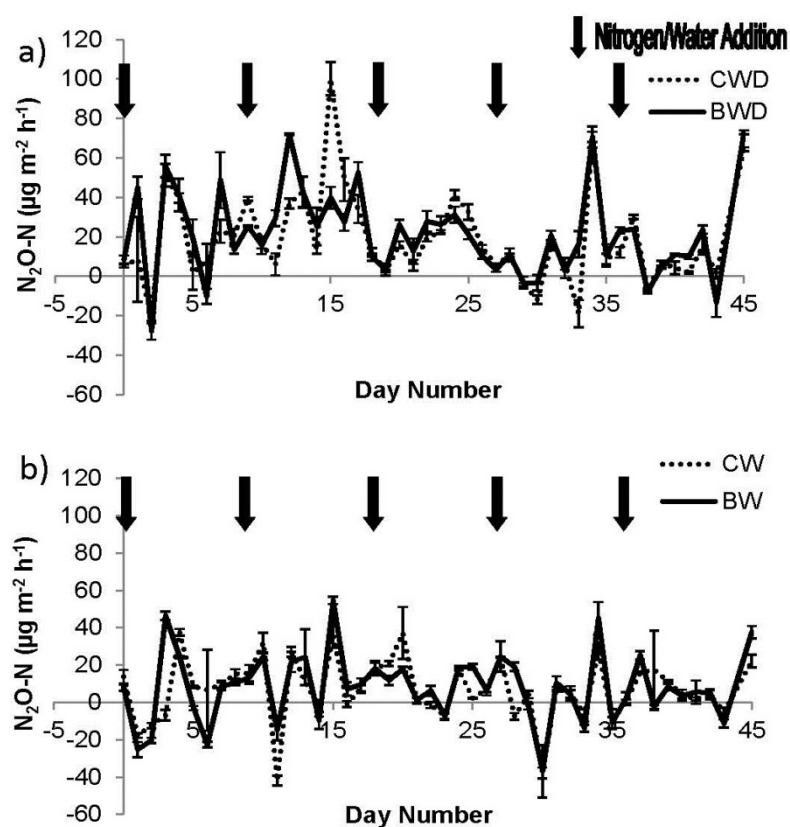 a)
Nitrogen/Water Addition
CWD
BWD
120
100
80
60
40
20
0
-20
-40
-60
-5
5
15
25
35
45
N₂O-N (µg m⁻² h⁻¹)
Day Number
b)
CW
BW
120
100
80
60
40
20
0
-20
-40
-60
-5
5
15
25
35
45
N₂O-N (µg m⁻² h⁻¹)
Day Number